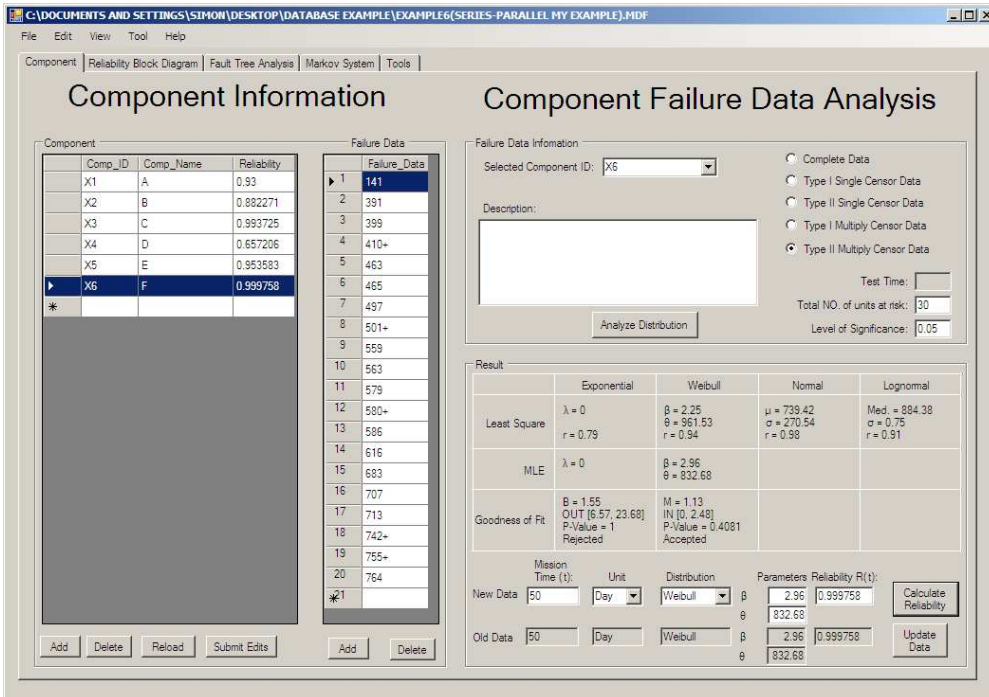 C:\DOCUMENTS AND SETTINGS\SIMON\DESKTOP\DATABASE EXAMPLE\EXAMPLE6(SERIES-PARALLEL MY EXAMPLE).MDF
File Edit View Tool Help
Component Reliability Block Diagram Fault Tree Analysis Markov System Tools
Component Information
Component
Comp_ID Comp_Name Reliability
X1 A 0.93
X2 B 0.882271
X3 C 0.993725
X4 D 0.657206
X5 E 0.953583
X6 F 0.999758
Add Delete Reload Submit Edits
Failure Data
Failure_Data
1 141
2 391
3 399
4 410+
5 463
6 465
7 497
8 501+
9 559
10 563
11 579
12 580+
13 586
14 616
15 683
16 707
17 713
18 742+
19 755+
20 764
21
Add Delete
Component Failure Data Analysis
Failure Data Infomation
Selected Component ID: X6
Description:
Analyze Distribution
Complete Data
Type I Single Censor Data
Type II Single Censor Data
Type I Multiply Censor Data
Type II Multiply Censor Data
Test Time:
Total NO. of units at risk: 30
Level of Significance: 0.05
Result
Exponential Weibull Normal Lognormal
Least Square
λ = 0
r = 0.79
β = 2.25
θ = 961.53
r = 0.94
μ = 739.42
σ = 270.54
r = 0.98
Med. = 884.38
σ = 0.75
r = 0.91
MLE
λ = 0
β = 2.96
θ = 832.68
Goodness of Fit
B = 1.55
OUT [6.57, 23.68]
P-Value = 1
Rejected
M = 1.13
IN [0, 2.48]
P-Value = 0.4081
Accepted
Mission Time (t): Unit Distribution Parameters Reliability R(t):
New Data 50 Day Weibull β 2.96 0.999758
θ 832.68
Calculate Reliability
Old Data 50 Day Weibull β 2.96 0.999758
θ 832.68
Update Data